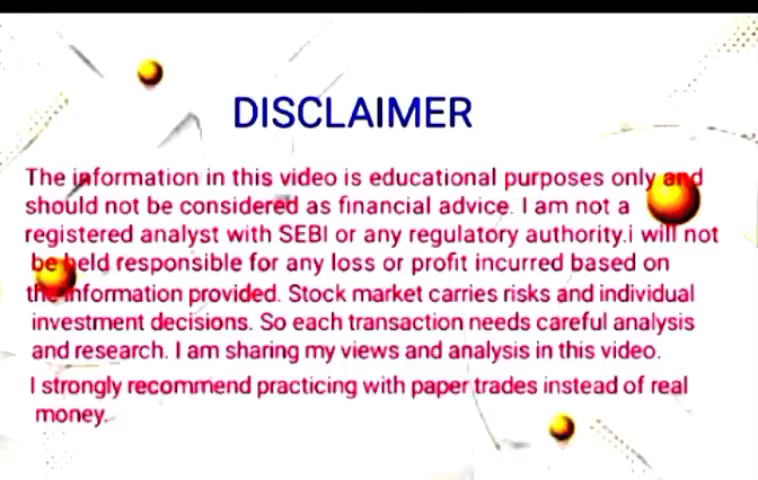 DISCLAIMER
The information in this video is educational purposes only and
should not be considered as financial advice. I am not a
registered analyst with SEBI or any regulatory authority.i will not
be held responsible for any loss or profit incurred based on
the information provided. Stock market carries risks and individual
investment decisions. So each transaction needs careful analysis
and research. I am sharing my views and analysis in this video.
I strongly recommend practicing with paper trades instead of real
money.